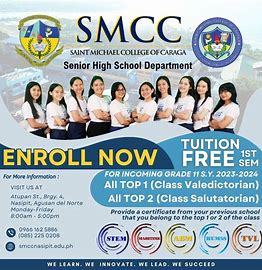 SMCC
SAINT MICHAEL COLLEGE OF CARAGA
Senior High School Department
ENROLL NOW
TUITION
FREE 1ST
SEM
For More Information :
VISIT US AT
Atupan St., Brgy. 4,
Nasipit, Agusan del Norte
Monday-Friday
8:00am - 5:00pm
0966 162 5866
(085) 225 0208
smccnasipit.edu.ph
FOR INCOMING GRADE 11 S.Y. 2023-2024
All TOP 1 (Class Valedictorian)
All TOP 2 (Class Salutatorian)
Provide a certificate from your previous school
that you belong to the top 1 or 2 of the class
STEM
MARITIME
ABM
HUMSS
TVL
WE LEARN. WE INNOVATE. WE LEAD. WE SUCCEED